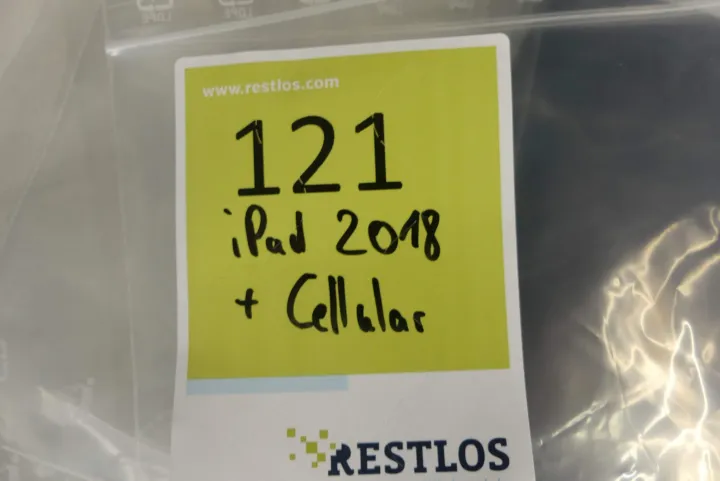 www.restlos.com
121
iPad 2018
+ Cellular
RESTLOS